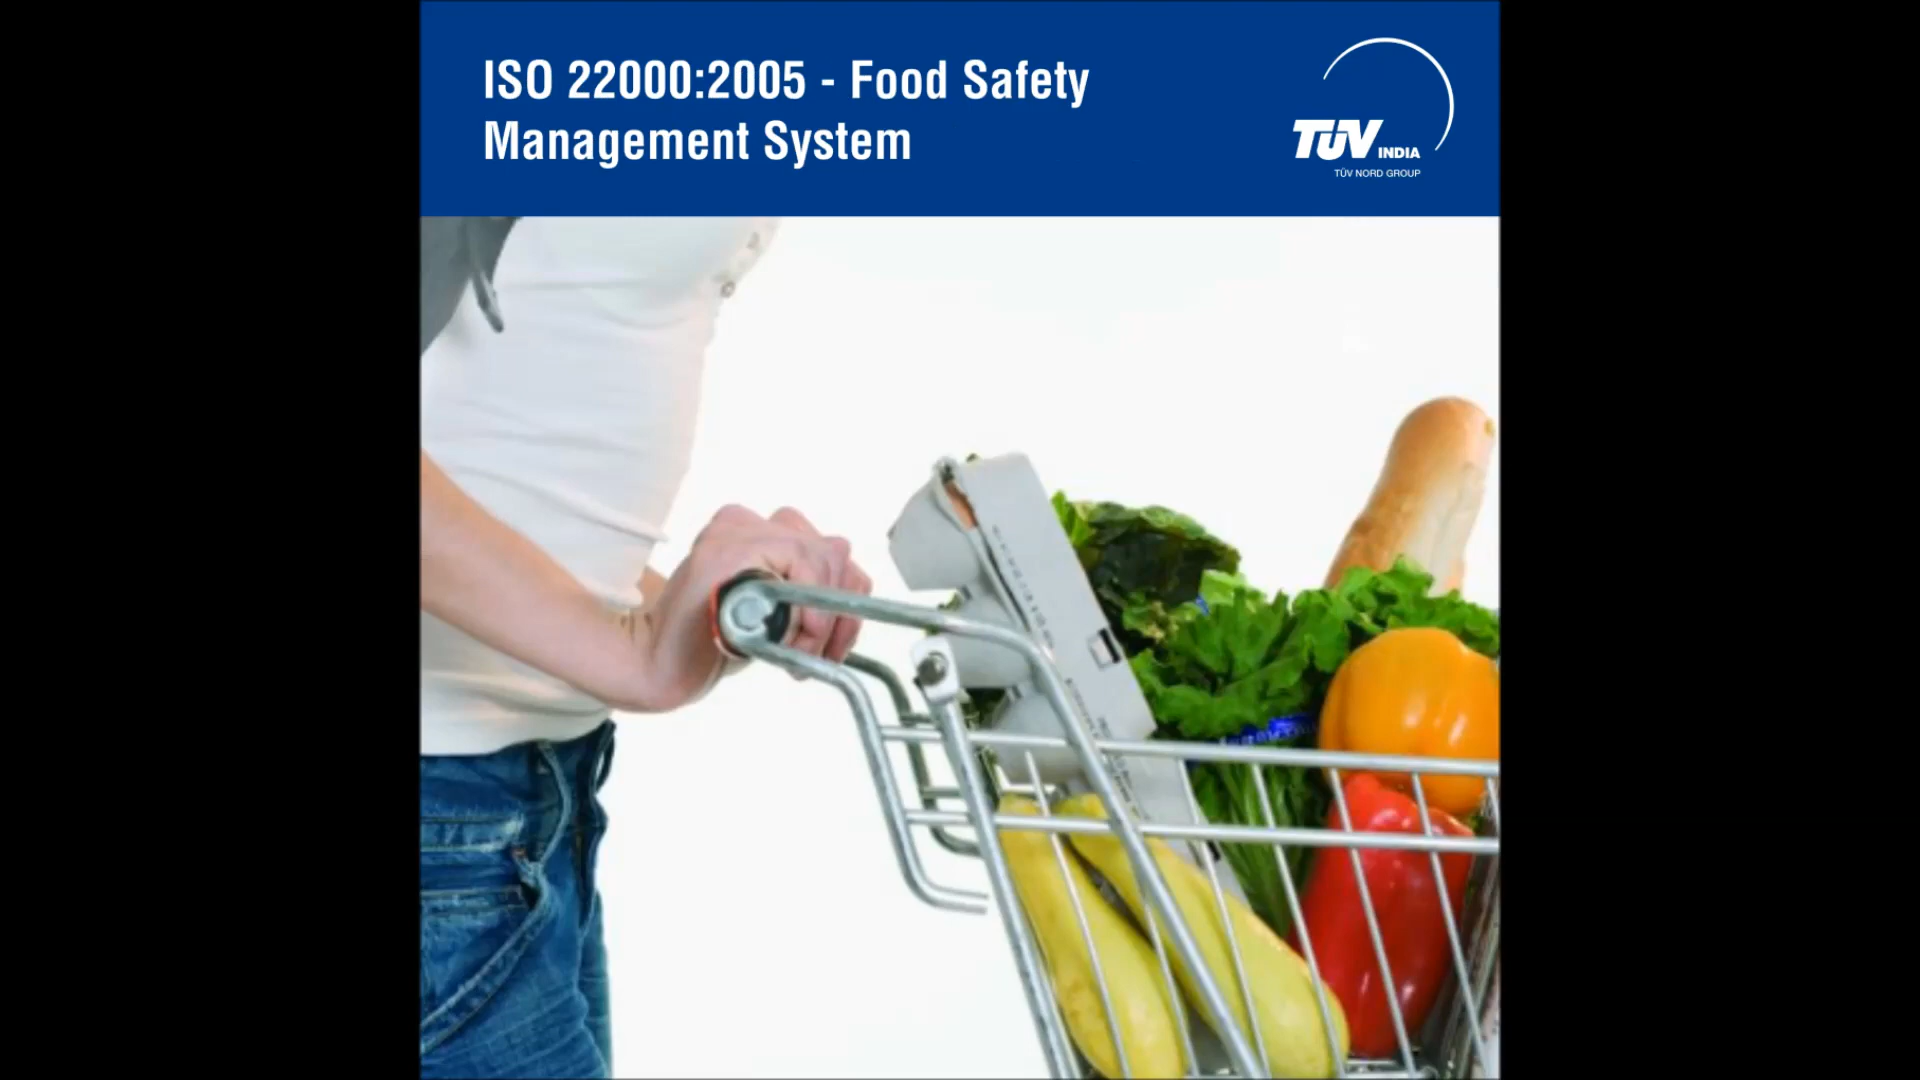 ISO 22000:2005 - Food Safety
Management System
TÜV INDIA
TÜV NORD GROUP